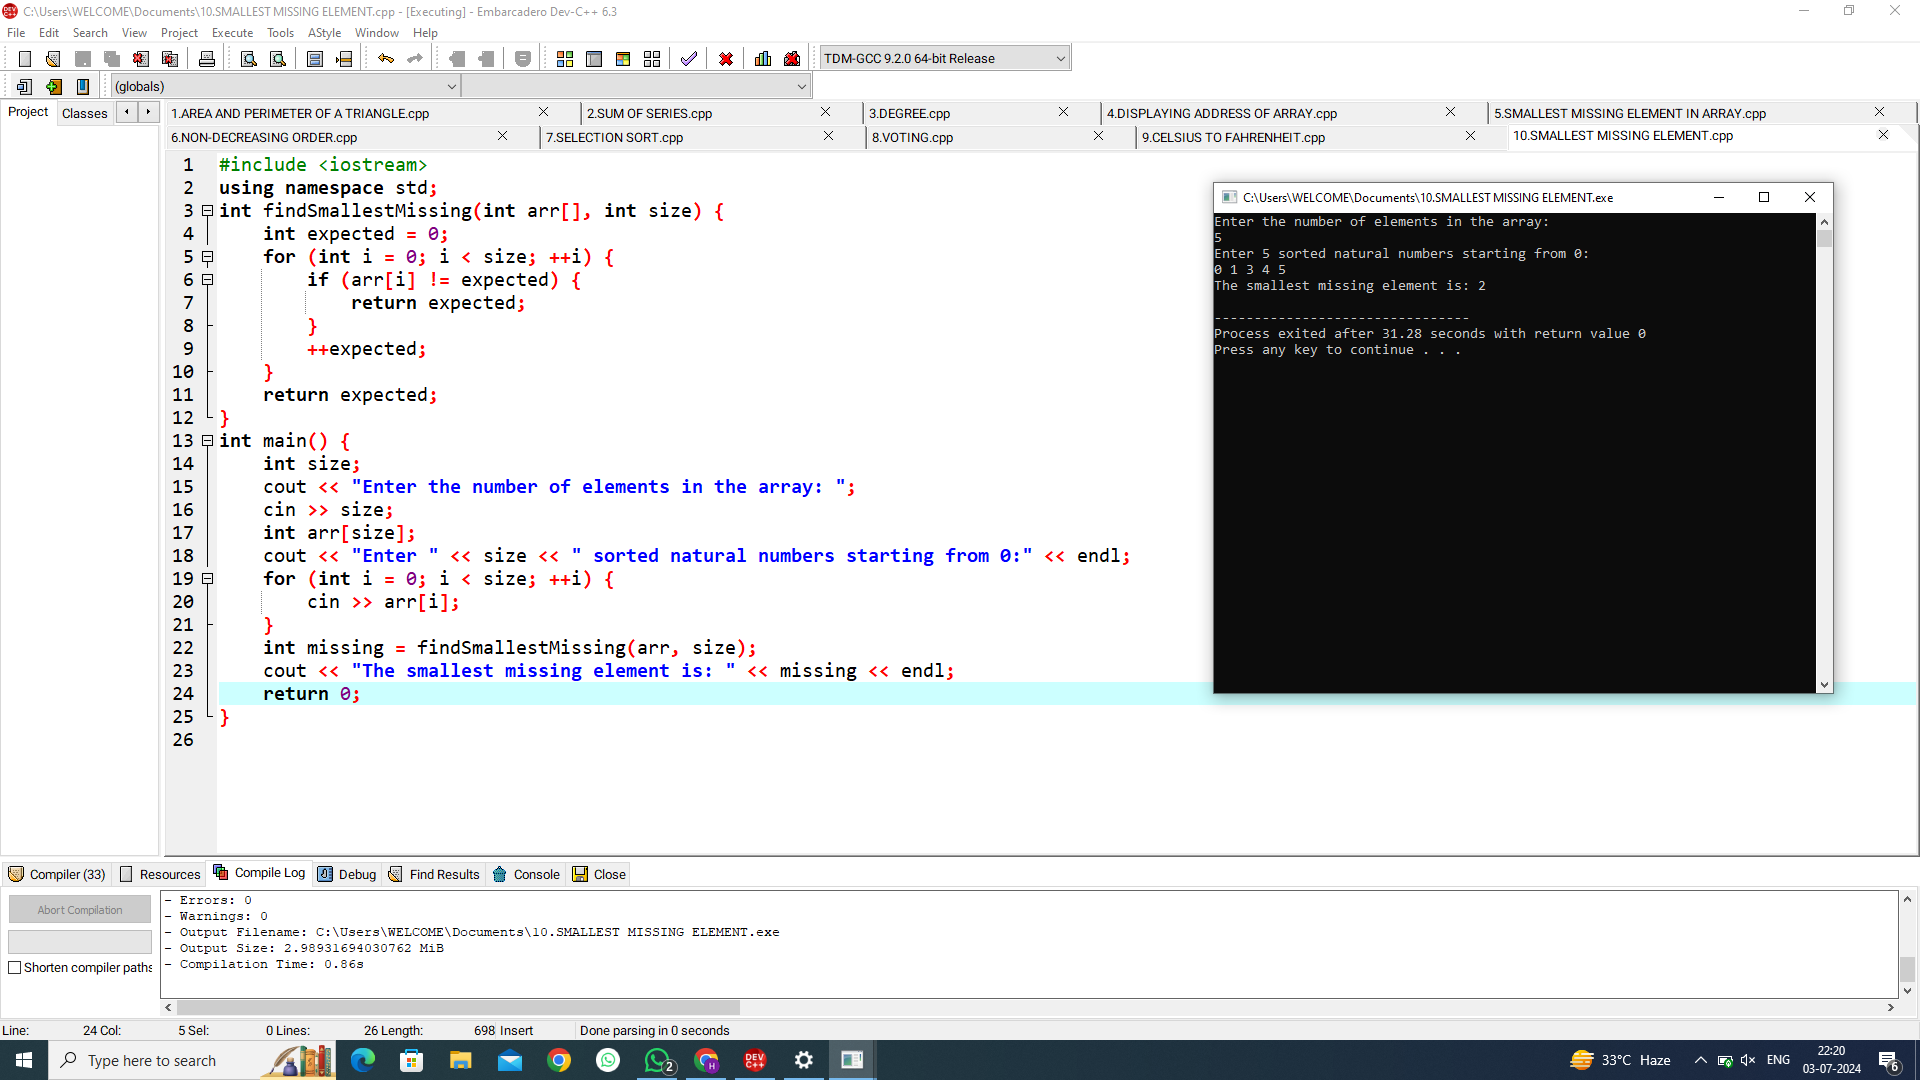 C:\Users\WELCOME\Documents\10.SMALLEST MISSING ELEMENT.cpp - [Executing] - Embarcadero Dev-C++ 6.3
File Edit Search View Project Execute Tools AStyle Window Help
TDM-GCC 9.2.0 64-bit Release
(globals)
Project Classes
1.AREA AND PERIMETER OF A TRIANGLE.cpp 2.SUM OF SERIES.cpp 3.DEGREE.cpp 4.DISPLAYING ADDRESS OF ARRAY.cpp 5.SMALLEST MISSING ELEMENT IN ARRAY.cpp
6.NON-DECREASING ORDER.cpp 7.SELECTION SORT.cpp 8.VOTING.cpp 9.CELSIUS TO FAHRENHEIT.cpp 10.SMALLEST MISSING ELEMENT.cpp
1 #include <iostream>
2 using namespace std;
3 int findSmallestMissing(int arr[], int size) {
4 int expected = 0;
5 for (int i = 0; i < size; ++i) {
6 if (arr[i] != expected) {
7 return expected;
8 }
9 ++expected;
10 }
11 return expected;
12 }
13 int main() {
14 int size;
15 cout << "Enter the number of elements in the array: ";
16 cin >> size;
17 int arr[size];
18 cout << "Enter " << size << " sorted natural numbers starting from 0:" << endl;
19 for (int i = 0; i < size; ++i) {
20 cin >> arr[i];
21 }
22 int missing = findSmallestMissing(arr, size);
23 cout << "The smallest missing element is: " << missing << endl;
24 return 0;
25 }
26
C:\Users\WELCOME\Documents\10.SMALLEST MISSING ELEMENT.exe
Enter the number of elements in the array:
5
Enter 5 sorted natural numbers starting from 0:
0 1 3 4 5
The smallest missing element is: 2
--------------------------------
Process exited after 31.28 seconds with return value 0
Press any key to continue . . .
Compiler (33) Resources Compile Log Debug Find Results Console Close
Abort Compilation
Shorten compiler paths
- Errors: 0
- Warnings: 0
- Output Filename: C:\Users\WELCOME\Documents\10.SMALLEST MISSING ELEMENT.exe
- Output Size: 2.98931694030762 MiB
- Compilation Time: 0.86s
Line: 24 Col: 5 Sel: 0 Lines: 26 Length: 698 Insert Done parsing in 0 seconds
Type here to search
2
H
DEV C++
33°C Haze
ENG
22:20
03-07-2024
6